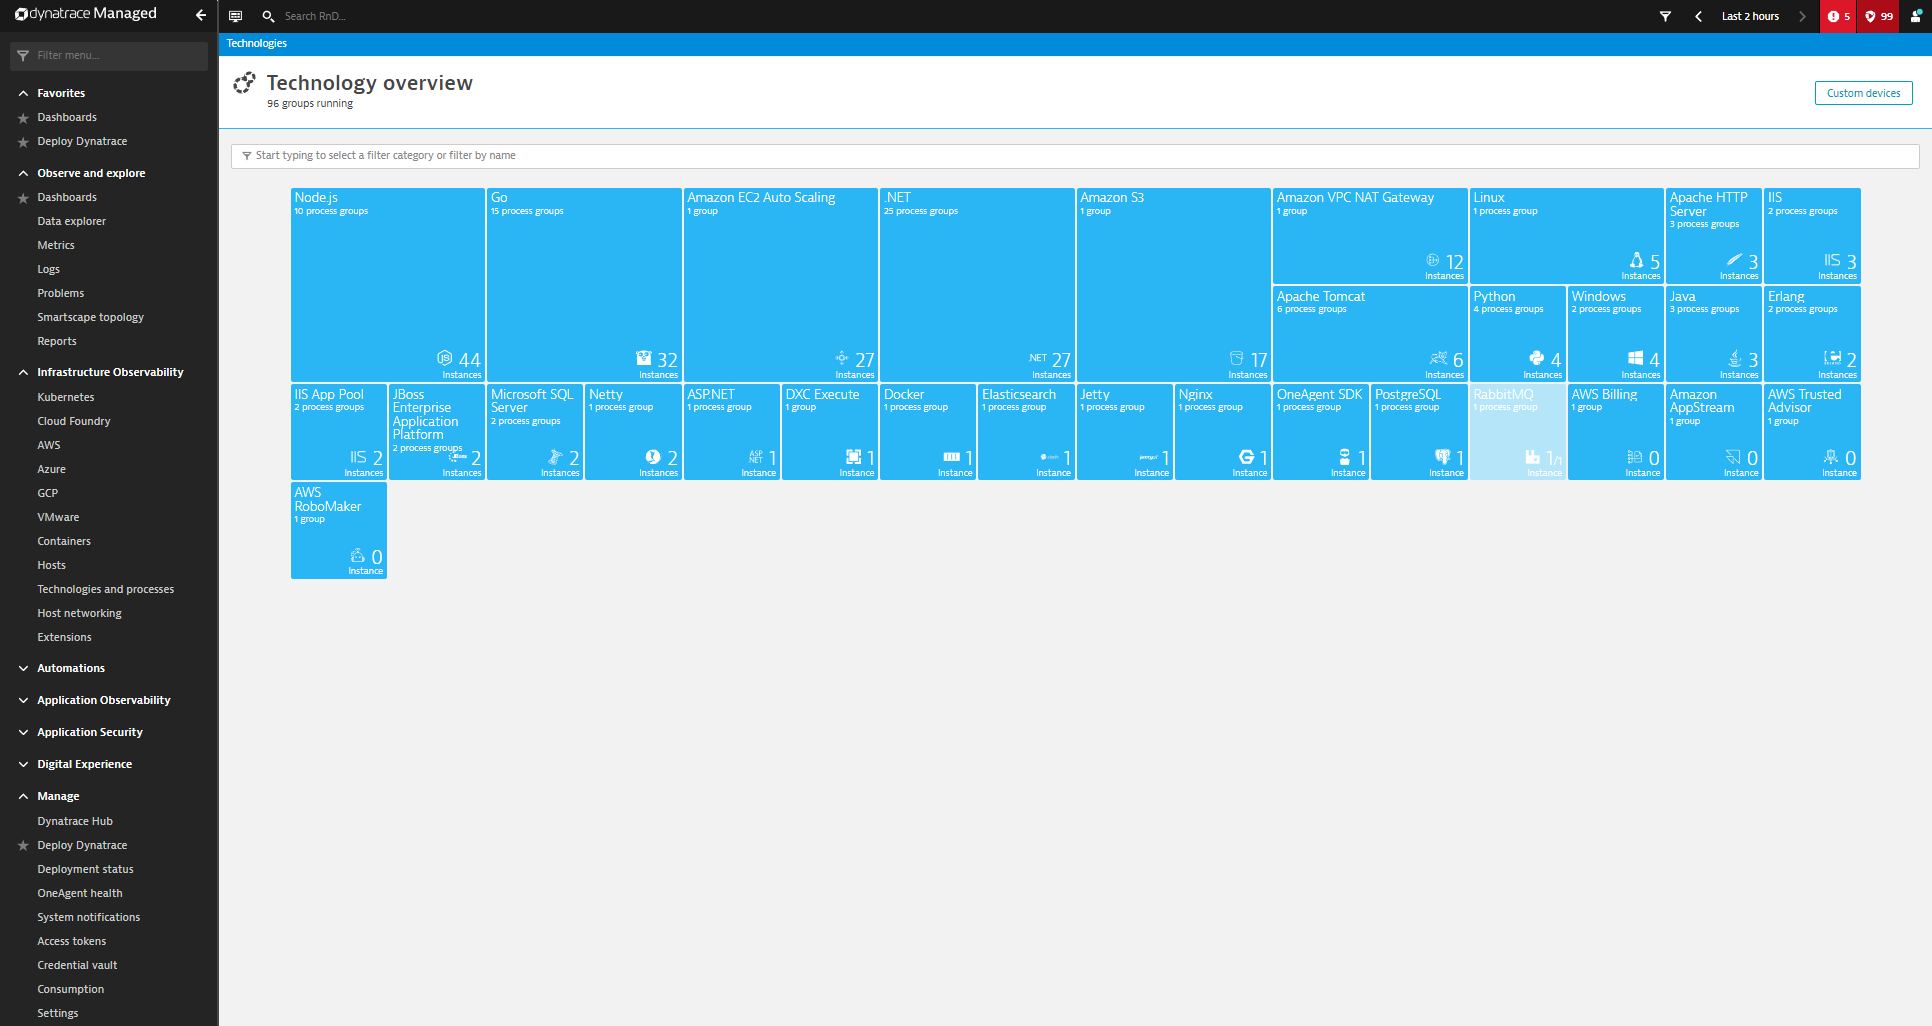 dynatrace Managed
Search RnD...
Last 2 hours
5
99
Filter menu...
Favorites
Dashboards
Deploy Dynatrace
Observe and explore
Dashboards
Data explorer
Metrics
Logs
Problems
Smartscape topology
Reports
Infrastructure Observability
Kubernetes
Cloud Foundry
AWS
Azure
GCP
VMware
Containers
Hosts
Technologies and processes
Host networking
Extensions
Automations
Application Observability
Application Security
Digital Experience
Manage
Dynatrace Hub
Deploy Dynatrace
Deployment status
OneAgent health
System notifications
Access tokens
Credential vault
Consumption
Settings
Technologies
Technology overview
96 groups running
Custom devices
Start typing to select a filter category or filter by name
Node.js
10 process groups
JS 44
Instances
Go
15 process groups
32
Instances
Amazon EC2 Auto Scaling
1 group
27
Instances
.NET
25 process groups
.NET 27
Instances
Amazon S3
1 group
17
Instances
Amazon VPC NAT Gateway
1 group
12
Instances
Linux
1 process group
5
Instances
Apache HTTP
Server
3 process groups
3
Instances
IIS
2 process groups
IIS 3
Instances
Apache Tomcat
6 process groups
6
Instances
Python
4 process groups
4
Instances
Windows
2 process groups
4
Instances
Java
3 process groups
3
Instances
Erlang
2 process groups
2
Instances
IIS App Pool
2 process groups
IIS 2
Instances
JBoss
Enterprise
Application
Platform
2 process groups
2
Instances
Microsoft SQL
Server
2 process groups
2
Instances
Netty
1 process group
2
Instances
ASP.NET
1 process group
ASP
.NET 1
Instance
DXC Execute
1 group
1
Instance
Docker
1 process group
1
Instance
Elasticsearch
1 process group
1
Instance
Jetty
1 process group
1
Instance
Nginx
1 process group
1
Instance
OneAgent SDK
1 process group
1
Instance
PostgreSQL
1 process group
1
Instance
RabbitMQ
1 process group
1/1
Instance
AWS Billing
1 group
0
Instance
Amazon
AppStream
1 group
0
Instance
AWS Trusted
Advisor
1 group
0
Instance
AWS
RoboMaker
1 group
0
Instance